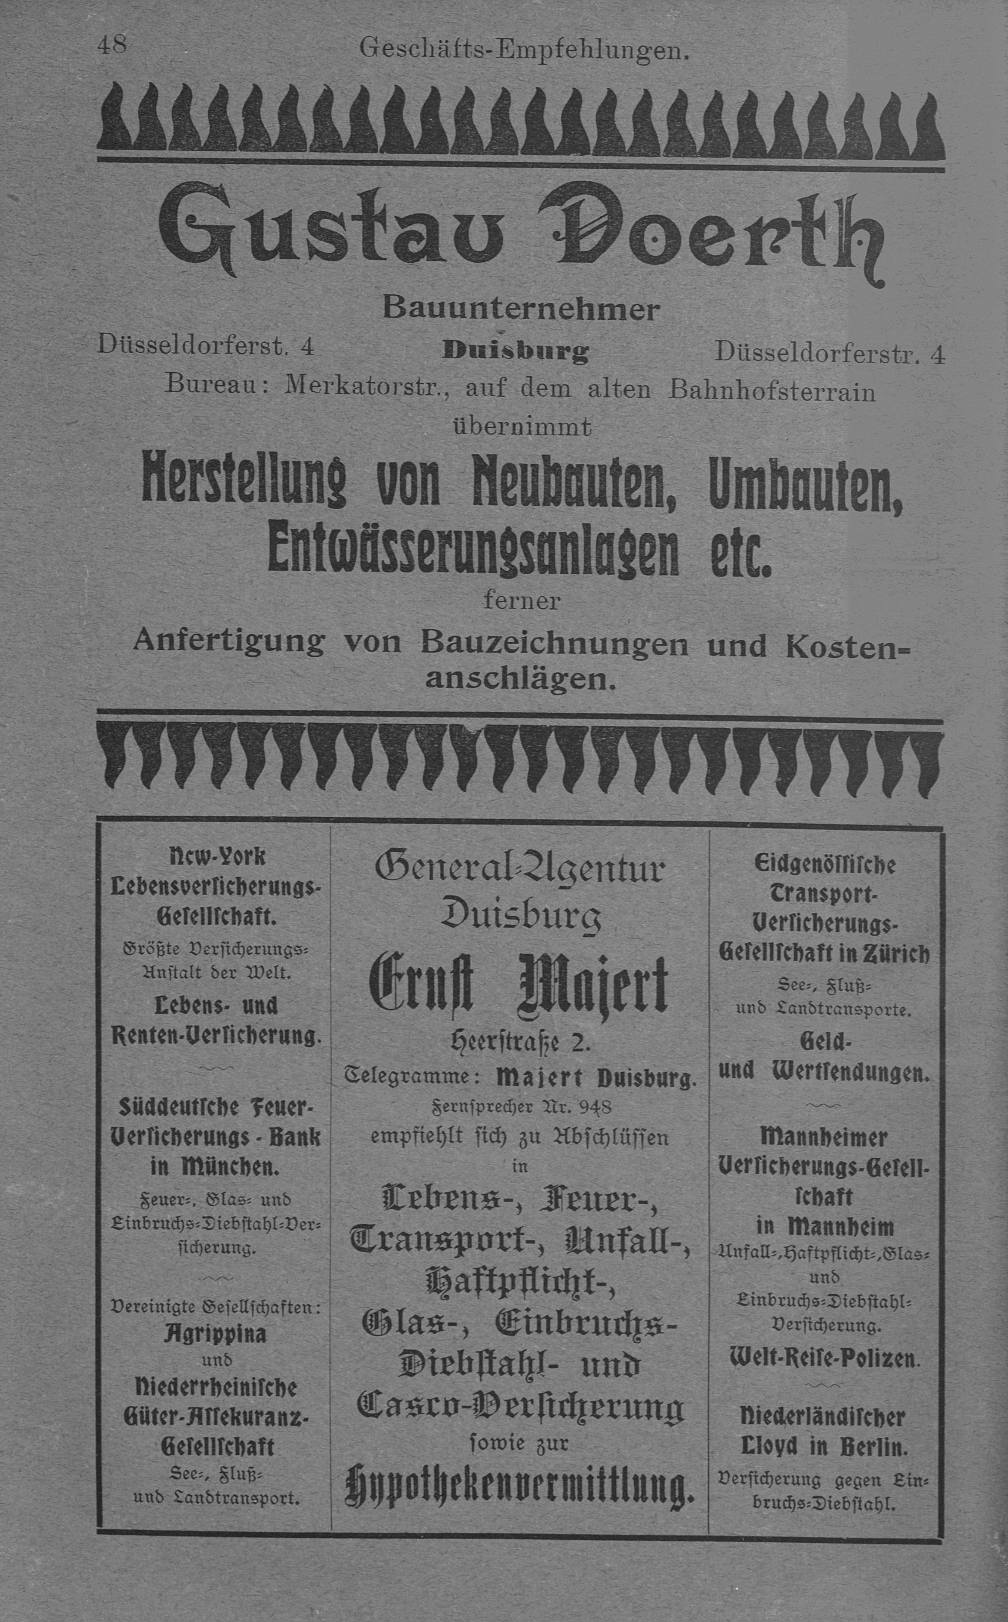 48
Geschäfts-Empfehlungen.
Gustav Doerth
Bauunternehmer
Düsseldorferst. 4 Duisburg Düsseldorferstr. 4
Bureau: Merkatorstr., auf dem alten Bahnhofsterrain
übernimmt
Herstellung von Neubauten, Umbauten,
Entwässerungsanlagen etc.
ferner
Anfertigung von Bauzeichnungen und Kosten-
anschlägen.
New-York
Lebensverſicherungs-
Geſellſchaft.
Größte Verſicherungs-
Anſtalt der Welt.
Lebens- und
Renten-Verſicherung.
Süddeutſche Feuer-
Verſicherungs-Bank
in München.
Feuer-, Glas- und
Einbruchs-Diebſtahl-Ver-
ſicherung.
Vereinigte Geſellſchaften:
Agrippina
und
Niederrheiniſche
Güter-Aſſekuranz-
Geſellſchaft
See-, Fluß-
und Landtransport.
General-Agentur
Duisburg
Ernſt Majert
Heerſtraße 2.
Telegramme: Majert Duisburg.
Fernſprecher Nr. 948
empfiehlt ſich zu Abſchlüſſen
in
Lebens-, Feuer-,
Transport-, Unfall-,
Haftpflicht-,
Glas-, Einbruchs-
Diebſtahl- und
Casco-Verſicherung
ſowie zur
Hypothekenvermittlung.
Eidgenöſſiſche
Transport-
Verſicherungs-
Geſellſchaft in Zürich
See-, Fluß-
und Landtransporte.
Geld-
und Wertſendungen.
Mannheimer
Verſicherungs-Geſell-
ſchaft
in Mannheim
Unfall-,Haftpflicht-,Glas-
und
Einbruchs-Diebſtahl-
Verſicherung.
Welt-Reiſe-Polizen.
Niederländiſcher
Lloyd in Berlin.
Verſicherung gegen Ein-
bruchs-Diebſtahl.